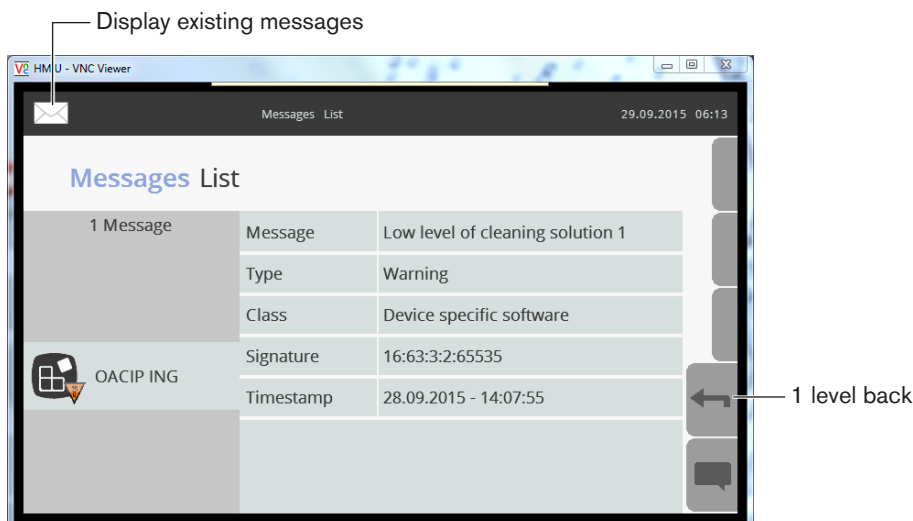 Display existing messages
HMIU - VNC Viewer
Messages List
29.09.2015 06:13
Messages List
1 Message
Message
Low level of cleaning solution 1
Type
Warning
Class
Device specific software
Signature
16:63:3:2:65535
OACIP ING
Timestamp
28.09.2015 - 14:07:55
1 level back